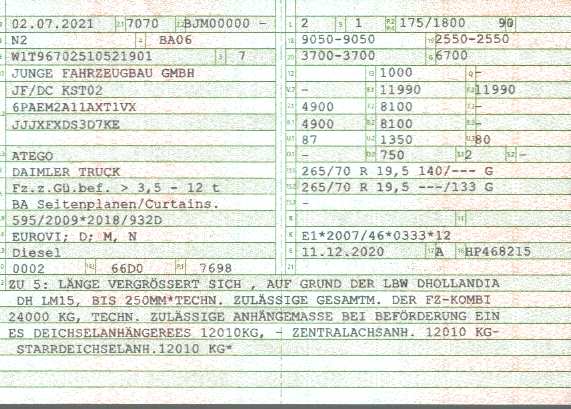 02.07.2021 7070 BJM00000 - 2 1 175/1800 90
N2 BA06 9050-9050 2550-2550
W1T96702510521901 7 3700-3700 6700
JUNGE FAHRZEUGBAU GMBH 1000 -
JF/DC KST02 - 11990 11990
6PAEM2A11AXT1VX 4900 8100 -
JJJXFXDS3D7KE 4900 8100 -
87 1350 80
ATEGO - 750 2 -
DAIMLER TRUCK 265/70 R 19,5 140/--- G
Fz.z.Gü.bef. > 3,5 - 12 t 265/70 R 19,5 ---/133 G
BA Seitenplanen/Curtains. -
595/2009*2018/932D
EUROVI; D; M, N E1*2007/46*0333*12
Diesel 11.12.2020 A HP468215
0002 66D0 7698
ZU 5: LÄNGE VERGRÖSSERT SICH , AUF GRUND DER LBW DHOLLANDIA
DH LM15, BIS 250MM*TECHN. ZULÄSSIGE GESAMTM. DER FZ-KOMBI
24000 KG, TECHN. ZULÄSSIGE ANHÄNGEMASSE BEI BEFÖRDERUNG EIN
ES DEICHSELANHÄNGEREES 12010KG, - ZENTRALACHSANH. 12010 KG-
STARRDEICHSELANH.12010 KG*